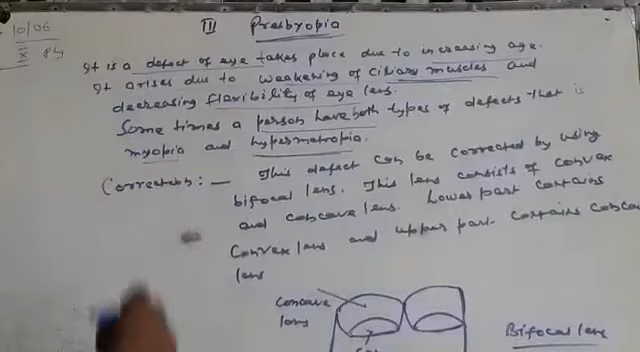 10/06
IX phy
III Presbyopia
It is a defect of eye takes place due to increasing age.
It arises due to weakening of ciliary muscles and
decreasing flexibility of eye lens.
Some times a person have both types of defects that is
myopia and hypermetropia.
Correction: — This defect can be corrected by using
bifocal lens. This lens consists of convex
and concave lens. Lower part contains
convex lens and upper part contains conca
lens
Concave
lens
Bifocal lens